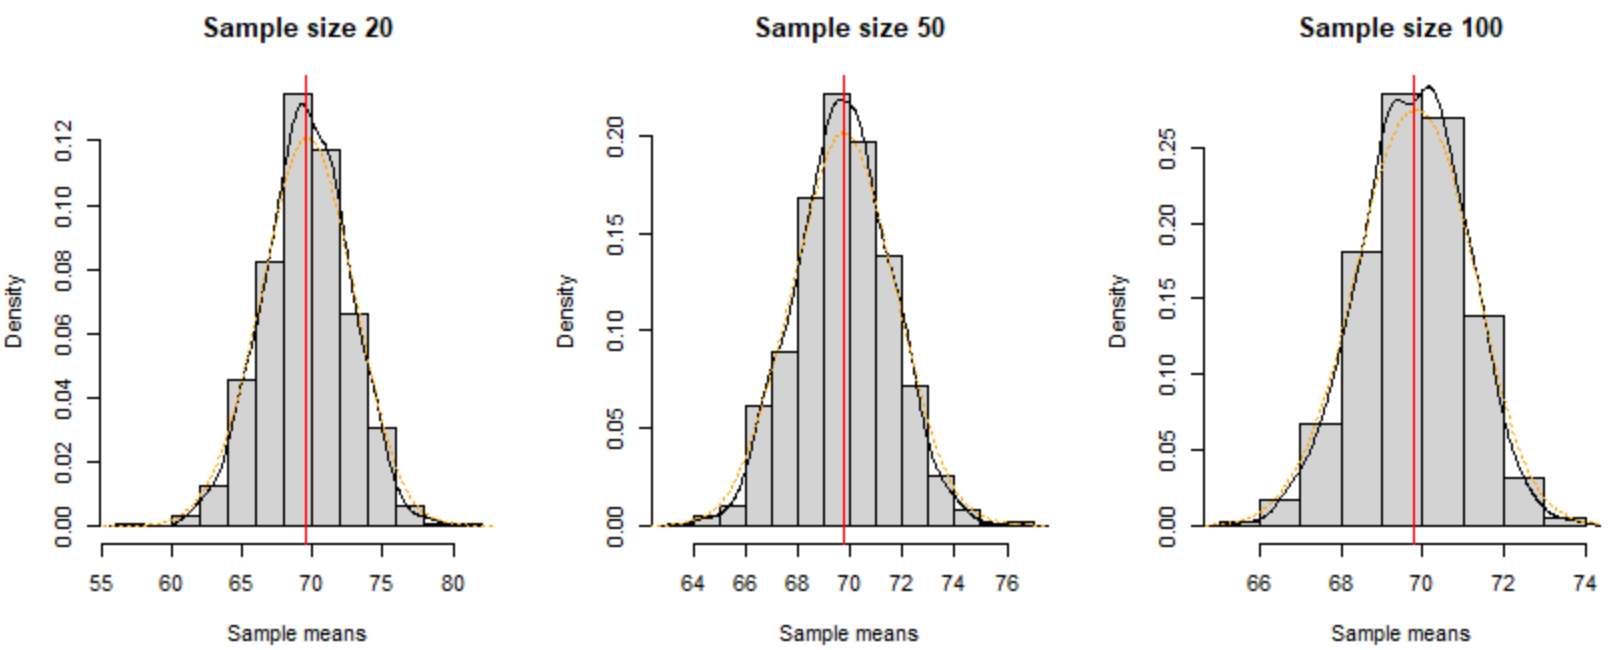 Sample size 20
Density
0.00 0.02 0.04 0.06 0.08 0.10 0.12
55 60 65 70 75 80
Sample means
Sample size 50
Density
0.00 0.05 0.10 0.15 0.20
64 66 68 70 72 74 76
Sample means
Sample size 100
Density
0.00 0.05 0.10 0.15 0.20 0.25
66 68 70 72 74
Sample means